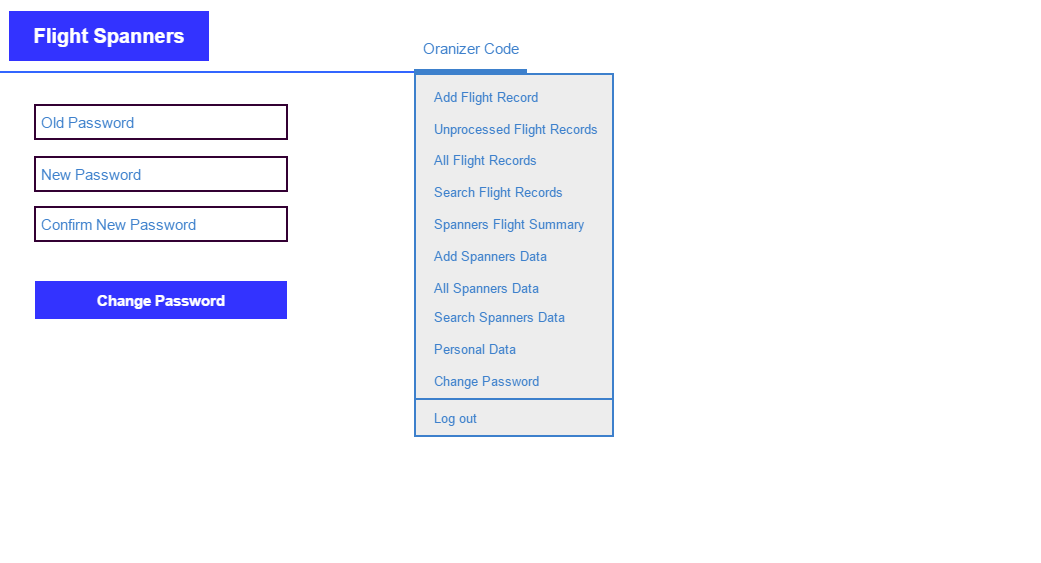 Flight Spanners
Oranizer Code
Old Password
New Password
Confirm New Password
Change Password
Add Flight Record
Unprocessed Flight Records
All Flight Records
Search Flight Records
Spanners Flight Summary
Add Spanners Data
All Spanners Data
Search Spanners Data
Personal Data
Change Password
Log out